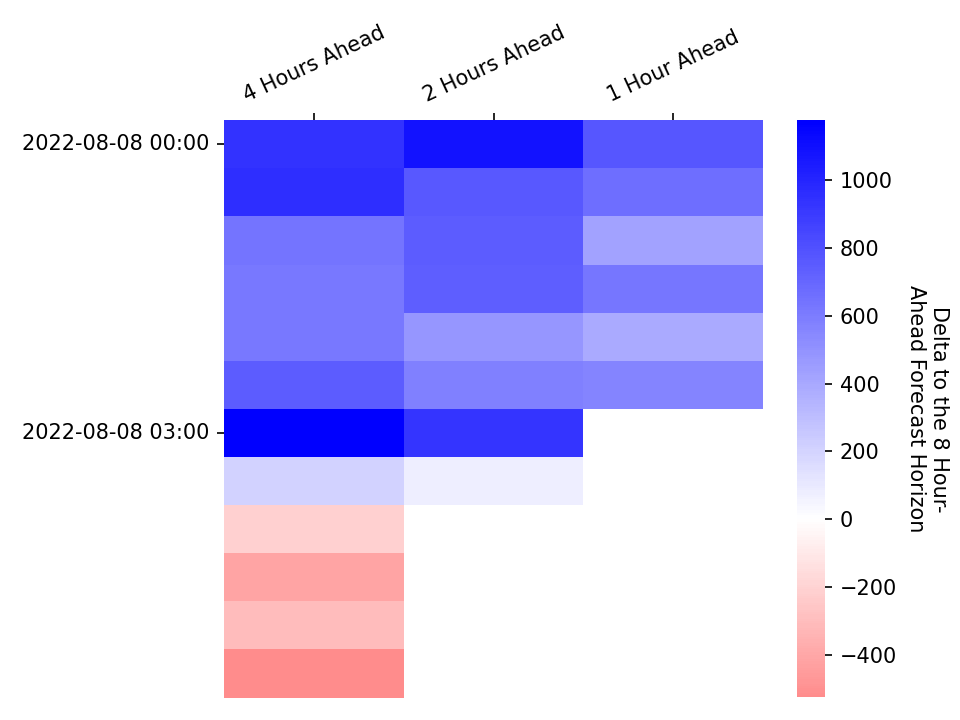 4 Hours Ahead
2 Hours Ahead
1 Hour Ahead
2022-08-08 00:00
2022-08-08 03:00
1000
800
600
400
200
0
−200
−400
Delta to the 8 Hour-
Ahead Forecast Horizon